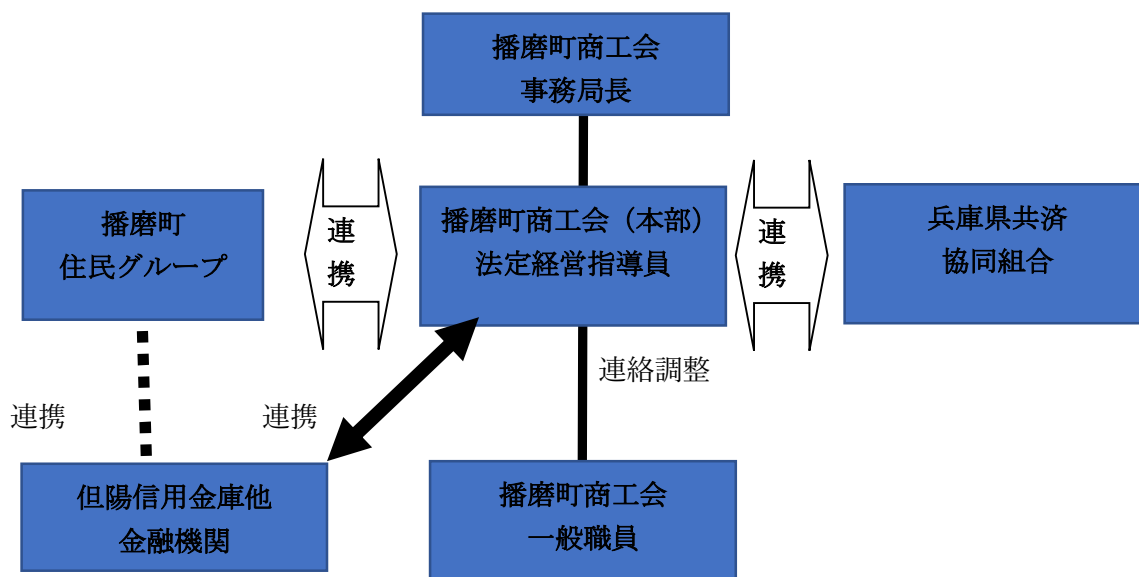 播磨町商工会
事務局長
播磨町
住民グループ
連
携
播磨町商工会（本部）
法定経営指導員
連
携
兵庫県共済
協同組合
連絡調整
連携
連携
但陽信用金庫他
金融機関
播磨町商工会
一般職員